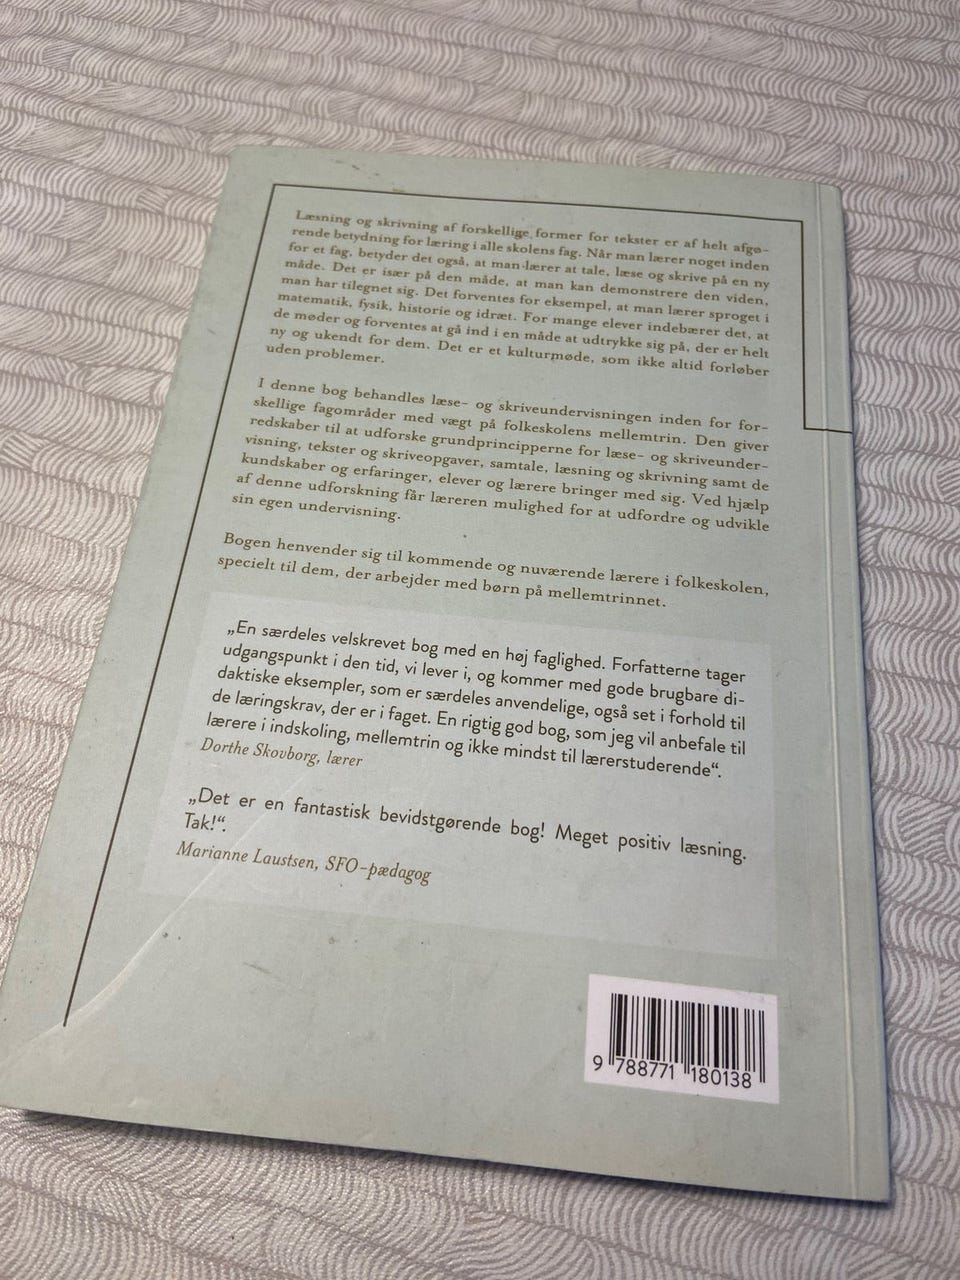 Læsning og skrivning af forskellige former for tekster er af helt afgø-
rende betydning for læring i alle skolens fag. Når man lærer noget inden
for et fag, betyder det også, at man lærer at tale, læse og skrive på en ny
måde. Det er især på den måde, at man kan demonstrere den viden,
man har tilegnet sig. Det forventes for eksempel, at man lærer sproget i
matematik, fysik, historie og idræt. For mange elever indebærer det, at
de møder og forventes at gå ind i en måde at udtrykke sig på, der er helt
ny og ukendt for dem. Det er et kulturmøde, som ikke altid forløber
uden problemer.
I denne bog behandles læse- og skriveundervisningen inden for for-
skellige fagområder med vægt på folkeskolens mellemtrin. Den giver
redskaber til at udforske grundprincipperne for læse- og skriveunder-
visning, tekster og skriveopgaver, samtale, læsning og skrivning samt de
kundskaber og erfaringer, elever og lærere bringer med sig. Ved hjælp
af denne udforskning får læreren mulighed for at udfordre og udvikle
sin egen undervisning.
Bogen henvender sig til kommende og nuværende lærere i folkeskolen,
specielt til dem, der arbejder med børn på mellemtrinnet.
„En særdeles velskrevet bog med en høj faglighed. Forfatterne tager
udgangspunkt i den tid, vi lever i, og kommer med gode brugbare di-
daktiske eksempler, som er særdeles anvendelige, også set i forhold til
de læringskrav, der er i faget. En rigtig god bog, som jeg vil anbefale til
lærere i indskoling, mellemtrin og ikke mindst til lærerstuderende“.
Dorthe Skovborg, lærer
„Det er en fantastisk bevidstgørende bog! Meget positiv læsning.
Tak!“.
Marianne Laustsen, SFO-pædagog
9 788771 180138